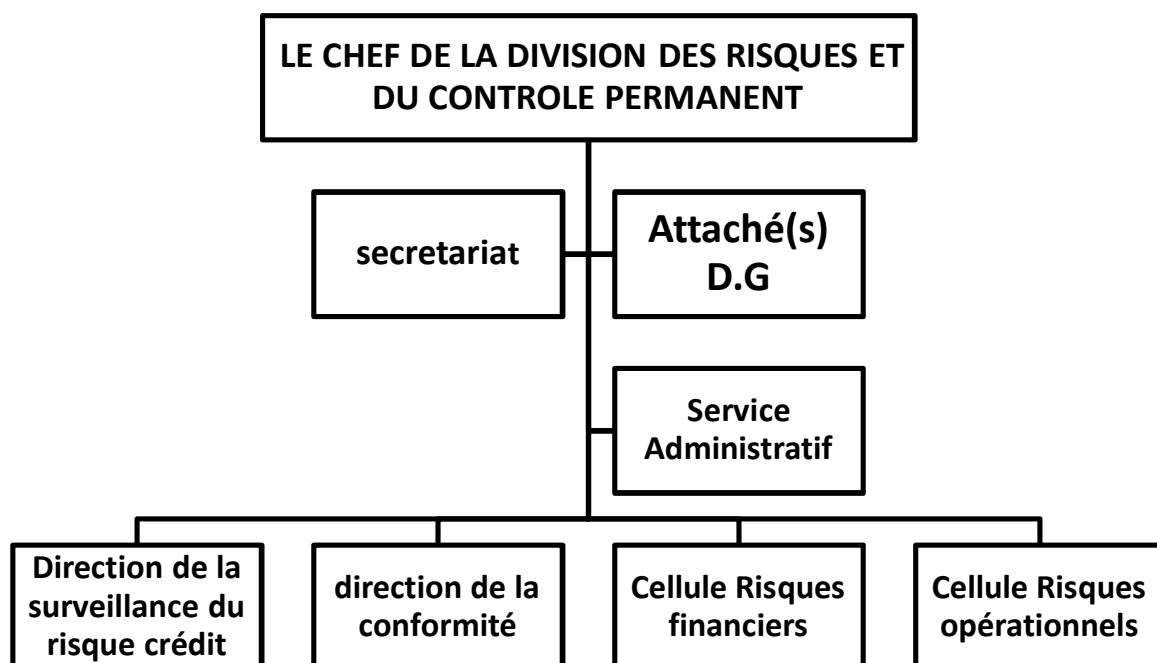 LE CHEF DE LA DIVISION DES RISQUES ET
DU CONTROLE PERMANENT
secretariat
Attaché(s)
D.G
Service
Administratif
Direction de la
surveillance du
risque crédit
direction de la
conformité
Cellule Risques
financiers
Cellule Risques
opérationnels